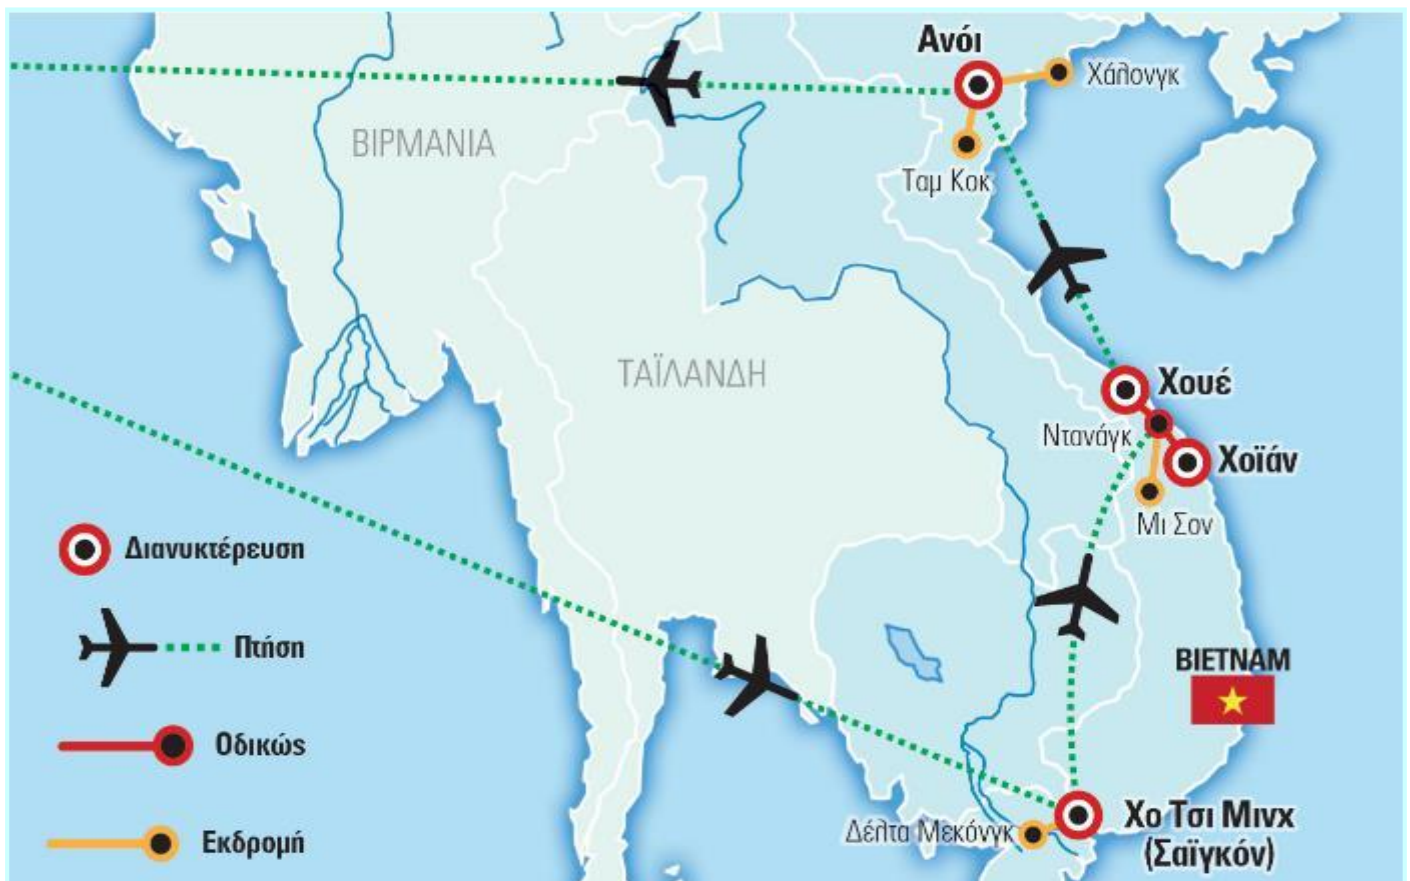 Ανόι
Χάλονγκ
ΒΙΡΜΑΝΙΑ
Ταμ Κοκ
ΤΑΪΛΑΝΔΗ
Χουέ
Ντανάγκ
Χοϊάν
Μι Σον
Διανυκτέρευση
Πτήση
ΒΙΕΤΝΑΜ
Οδικώς
Χο Τσι Μινχ
(Σαϊγκόν)
Δέλτα Μεκόνγκ
Εκδρομή